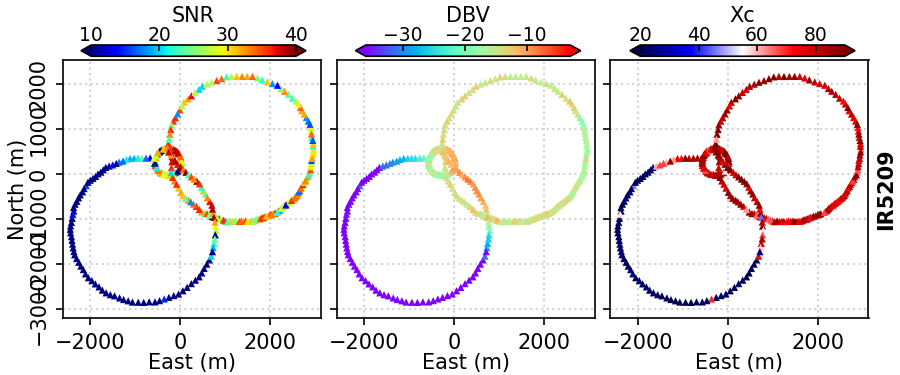 SNR DBV Xc
10 20 30 40 −30 −20 −10 20 40 60 80
2000
1000
0
−1000
−2000
−3000
North (m)
−2000 0 2000 −2000 0 2000 −2000 0 2000
East (m) East (m) East (m)
IR5209